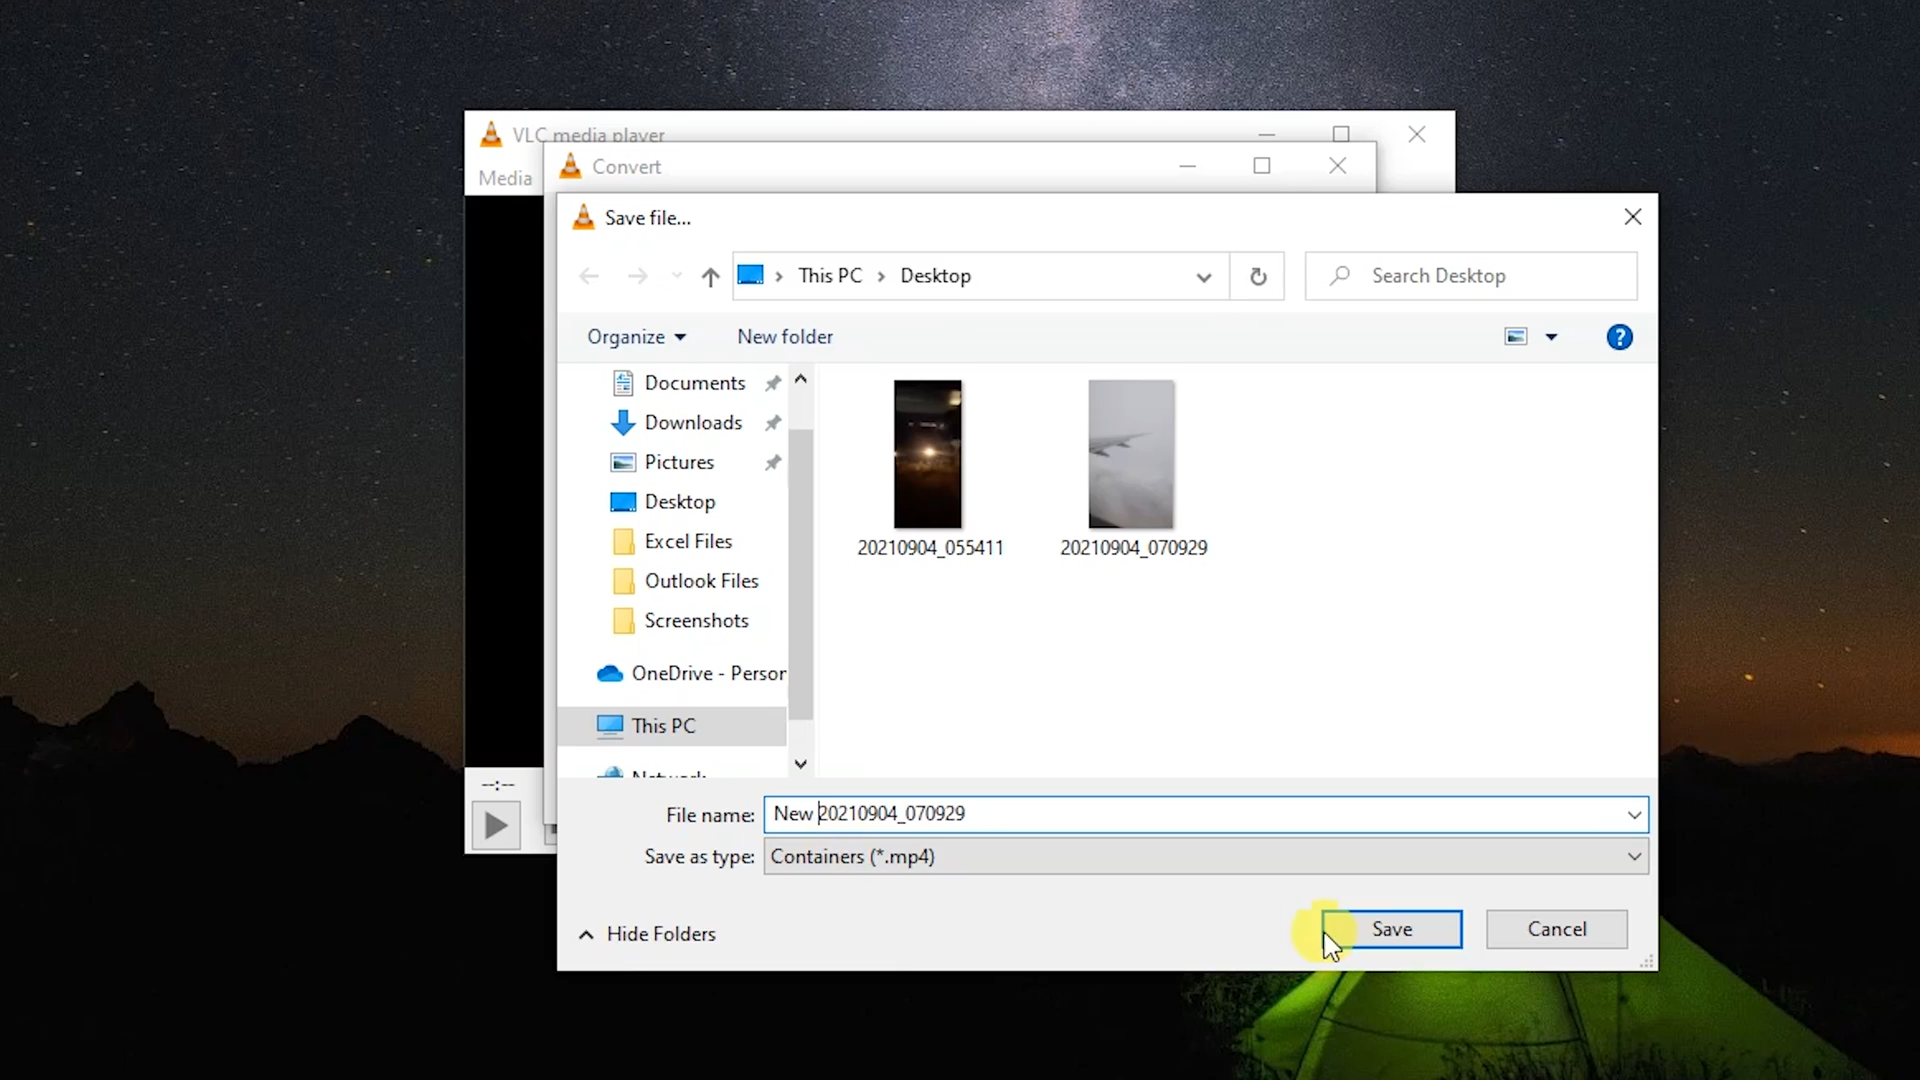 VLC media player
Media
Convert
Save file...
This PC
Desktop
Search Desktop
Organize
New folder
?
Documents
Downloads
Pictures
Desktop
Excel Files
Outlook Files
Screenshots
OneDrive - Person
This PC
Network
20210904_055411
20210904_070929
--:--
File name: New 20210904_070929
Save as type: Containers (*.mp4)
Hide Folders
Save
Cancel